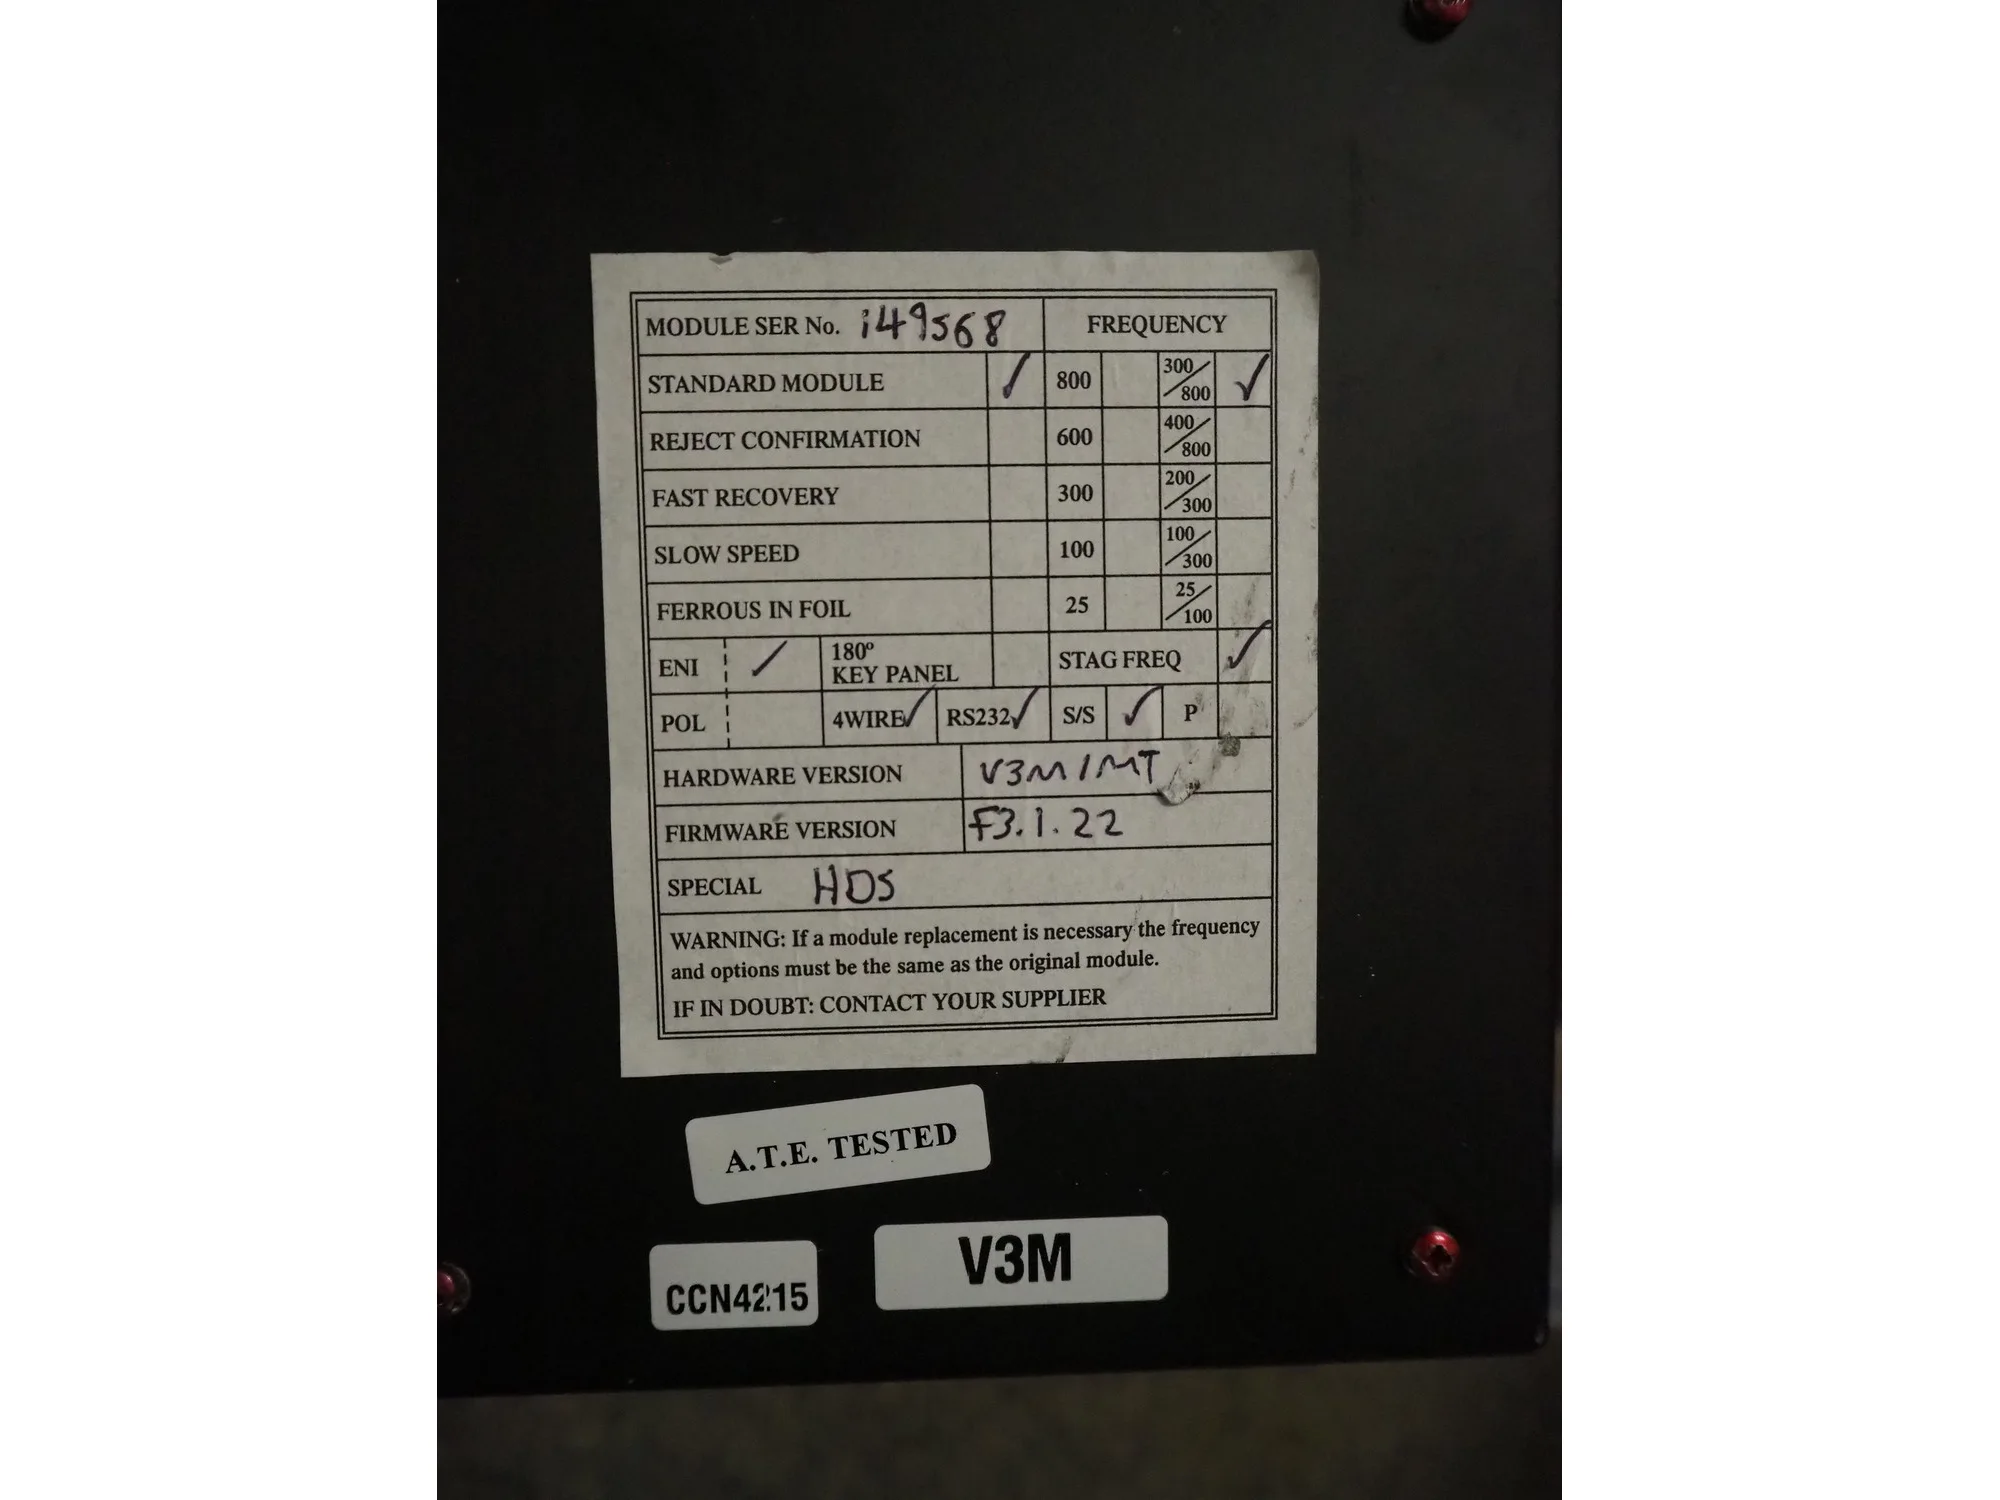 MODULE SER No. i49568 FREQUENCY
STANDARD MODULE ✓ 800 300/800 ✓
REJECT CONFIRMATION 600 400/800
FAST RECOVERY 300 200/300
SLOW SPEED 100 100/300
FERROUS IN FOIL 25 25/100
ENI ✓ 180º KEY PANEL STAG FREQ ✓
POL 4WIRE ✓ RS232 ✓ S/S ✓ P
HARDWARE VERSION V3M/MT
FIRMWARE VERSION F3.1.22
SPECIAL HDS
WARNING: If a module replacement is necessary the frequency
and options must be the same as the original module.
IF IN DOUBT: CONTACT YOUR SUPPLIER
A.T.E. TESTED
CCN4215
V3M